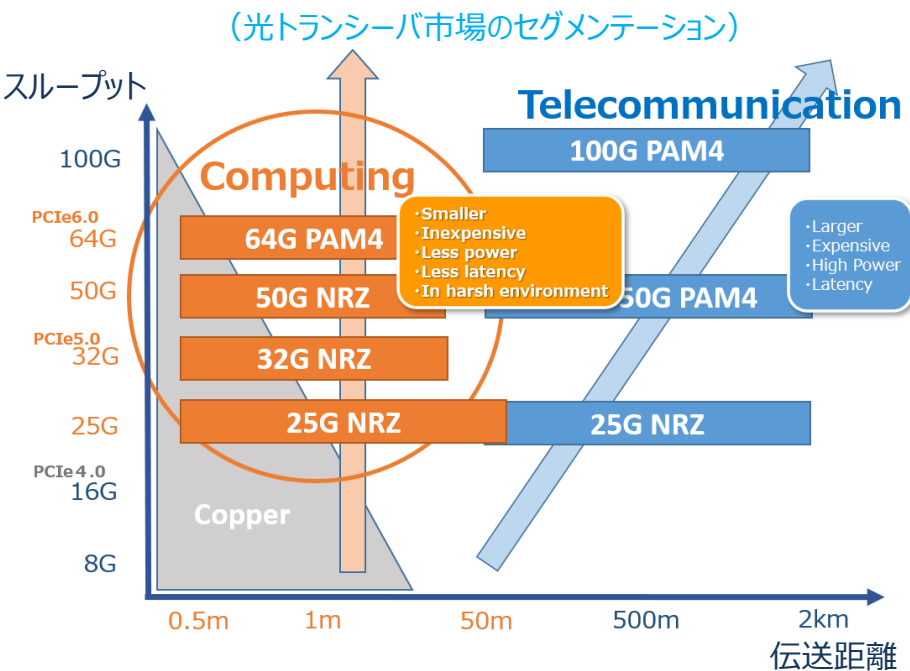 (光トランシーバ市場のセグメンテーション)
スループット
Telecommunication
100G
100G PAM4
Computing
PCIe6.0
64G
64G PAM4
・Smaller
・Inexpensive
・Less power
・Less latency
・In harsh environment
・Larger
・Expensive
・High Power
・Latency
50G
50G NRZ
50G PAM4
PCIe5.0
32G
32G NRZ
25G
25G NRZ
25G NRZ
PCIe4.0
16G
Copper
8G
0.5m
1m
50m
500m
2km
伝送距離